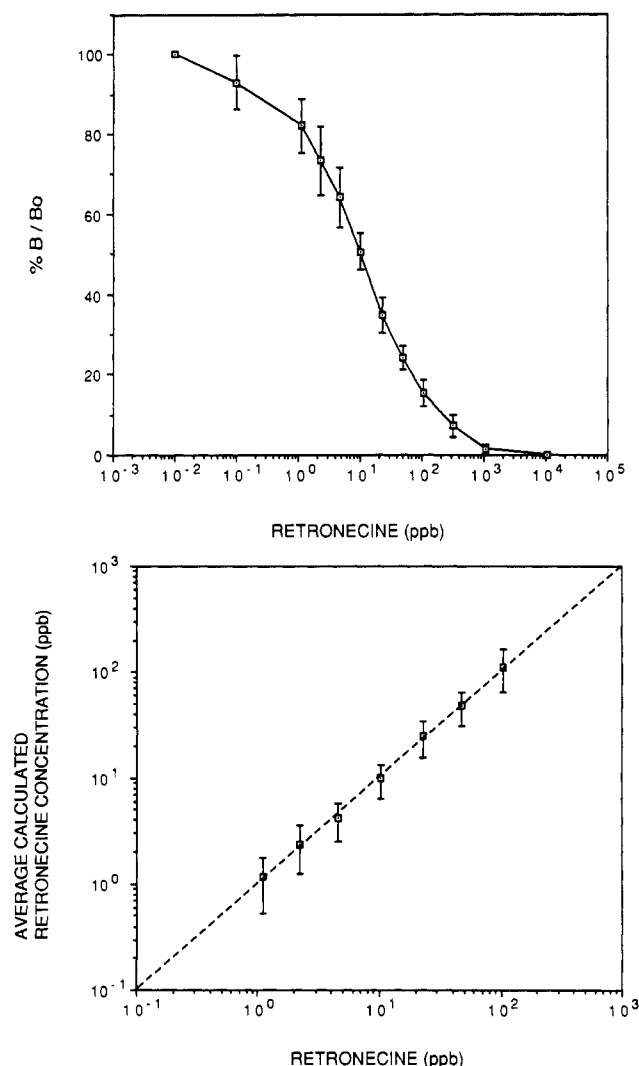 100
80
60
40
20
0
% B / Bo
10⁻³ 10⁻² 10⁻¹ 10⁰ 10¹ 10² 10³ 10⁴ 10⁵
RETRONECINE (ppb)
10³
10²
10¹
10⁰
10⁻¹
AVERAGE CALCULATED
RETRONECINE CONCENTRATION (ppb)
10⁻¹ 10⁰ 10¹ 10² 10³
RETRONECINE (ppb)